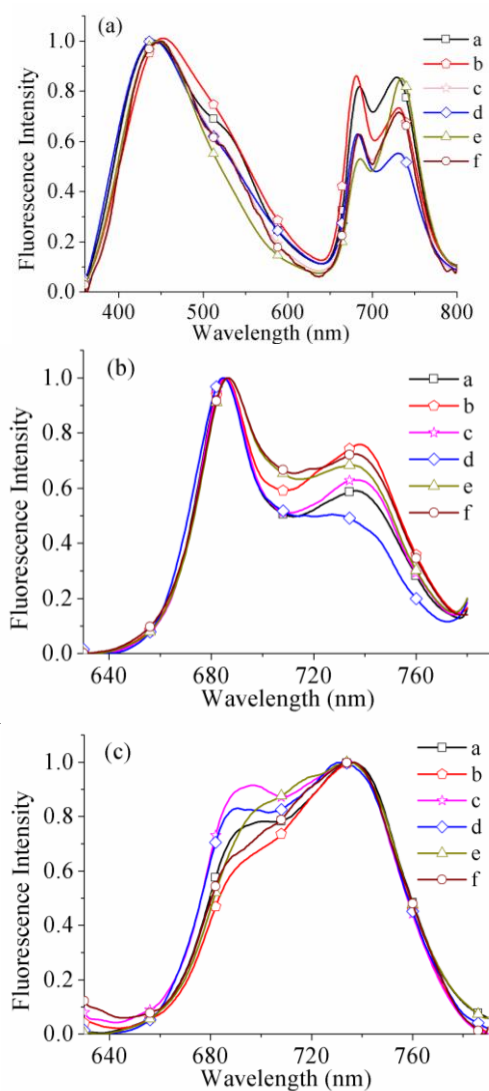 (a)
a
b
c
d
e
f
Fluorescence Intensity
1.0
0.8
0.6
0.4
0.2
0.0
400 500 600 700 800
Wavelength (nm)
(b)
a
b
c
d
e
f
Fluorescence Intensity
1.0
0.8
0.6
0.4
0.2
0.0
640 680 720 760
Wavelength (nm)
(c)
a
b
c
d
e
f
Fluorescence Intensity
1.0
0.8
0.6
0.4
0.2
0.0
640 680 720 760
Wavelength (nm)